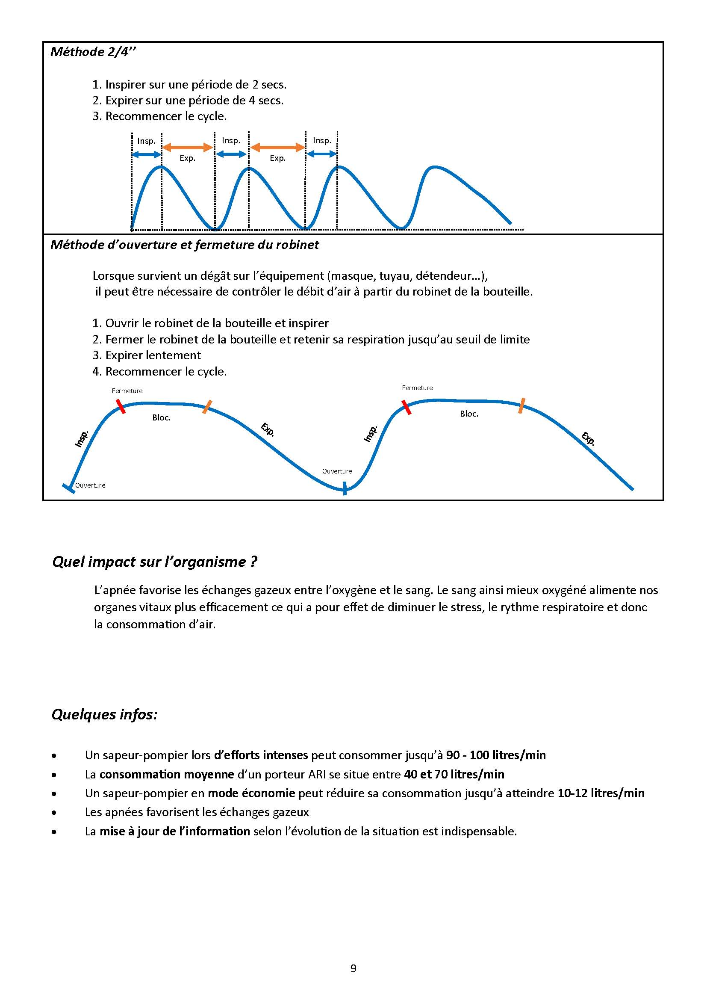 Méthode 2/4’’
1. Inspirer sur une période de 2 secs.
2. Expirer sur une période de 4 secs.
3. Recommencer le cycle.
Insp.
Exp.
Insp.
Exp.
Insp.
Méthode d’ouverture et fermeture du robinet
Lorsque survient un dégât sur l’équipement (masque, tuyau, détendeur…),
il peut être nécessaire de contrôler le débit d’air à partir du robinet de la bouteille.
1. Ouvrir le robinet de la bouteille et inspirer
2. Fermer le robinet de la bouteille et retenir sa respiration jusqu’au seuil de limite
3. Expirer lentement
4. Recommencer le cycle.
Ouverture
Insp.
Fermeture
Bloc.
Exp.
Ouverture
Insp.
Fermeture
Bloc.
Exp.
Quel impact sur l’organisme ?
L’apnée favorise les échanges gazeux entre l’oxygène et le sang. Le sang ainsi mieux oxygéné alimente nos
organes vitaux plus efficacement ce qui a pour effet de diminuer le stress, le rythme respiratoire et donc
la consommation d’air.
Quelques infos:
• Un sapeur-pompier lors d’efforts intenses peut consommer jusqu’à 90 - 100 litres/min
• La consommation moyenne d’un porteur ARI se situe entre 40 et 70 litres/min
• Un sapeur-pompier en mode économie peut réduire sa consommation jusqu’à atteindre 10-12 litres/min
• Les apnées favorisent les échanges gazeux
• La mise à jour de l’information selon l’évolution de la situation est indispensable.
9